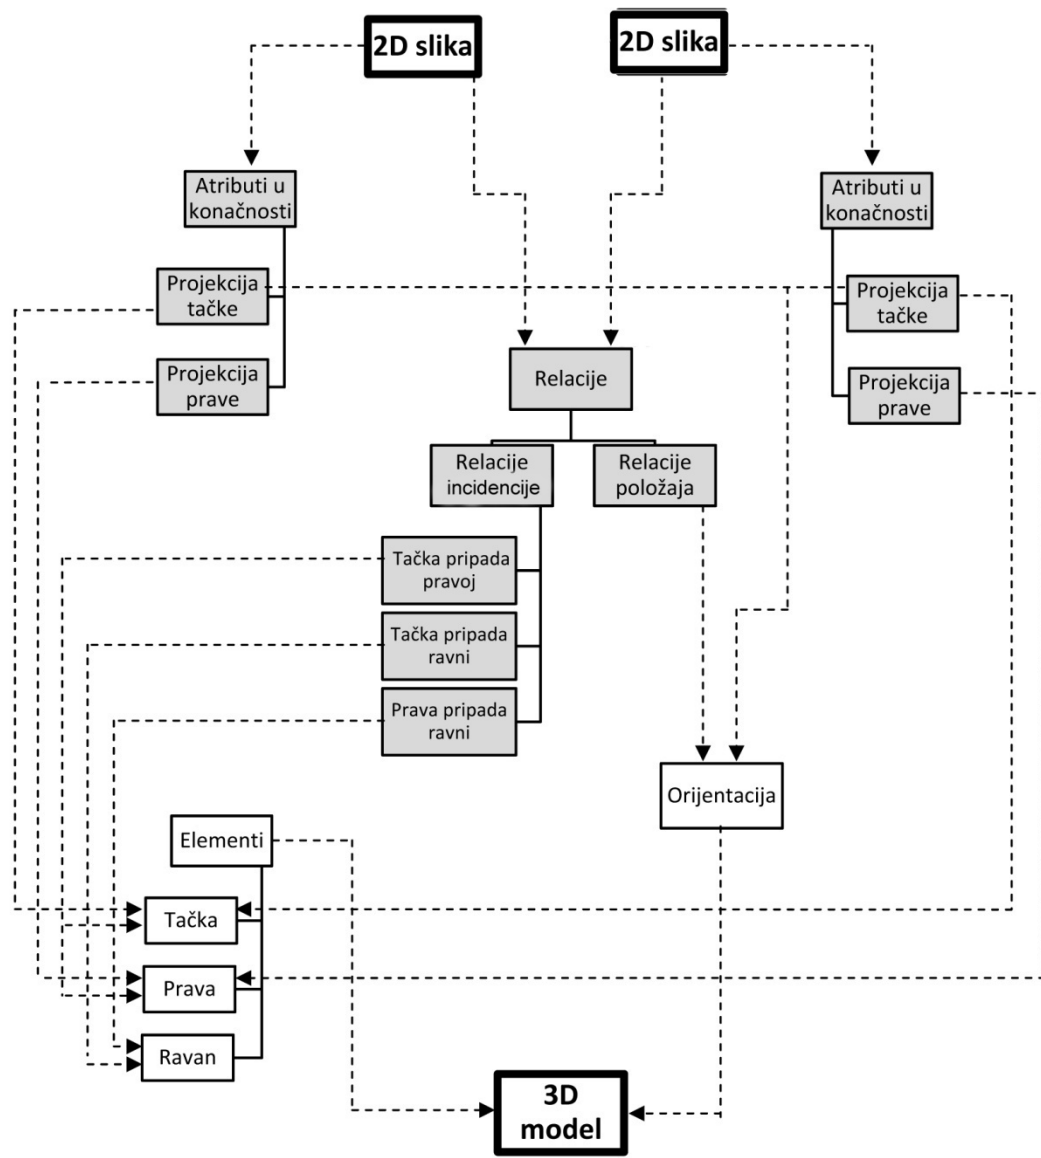 2D slika
2D slika
Atributi u
konačnosti
Atributi u
konačnosti
Projekcija
tačke
Projekcija
tačke
Projekcija
prave
Projekcija
prave
Relacije
Relacije
incidencije
Relacije
položaja
Tačka pripada
pravoj
Tačka pripada
ravni
Prava pripada
ravni
Orijentacija
Elementi
Tačka
Prava
Ravan
3D
model